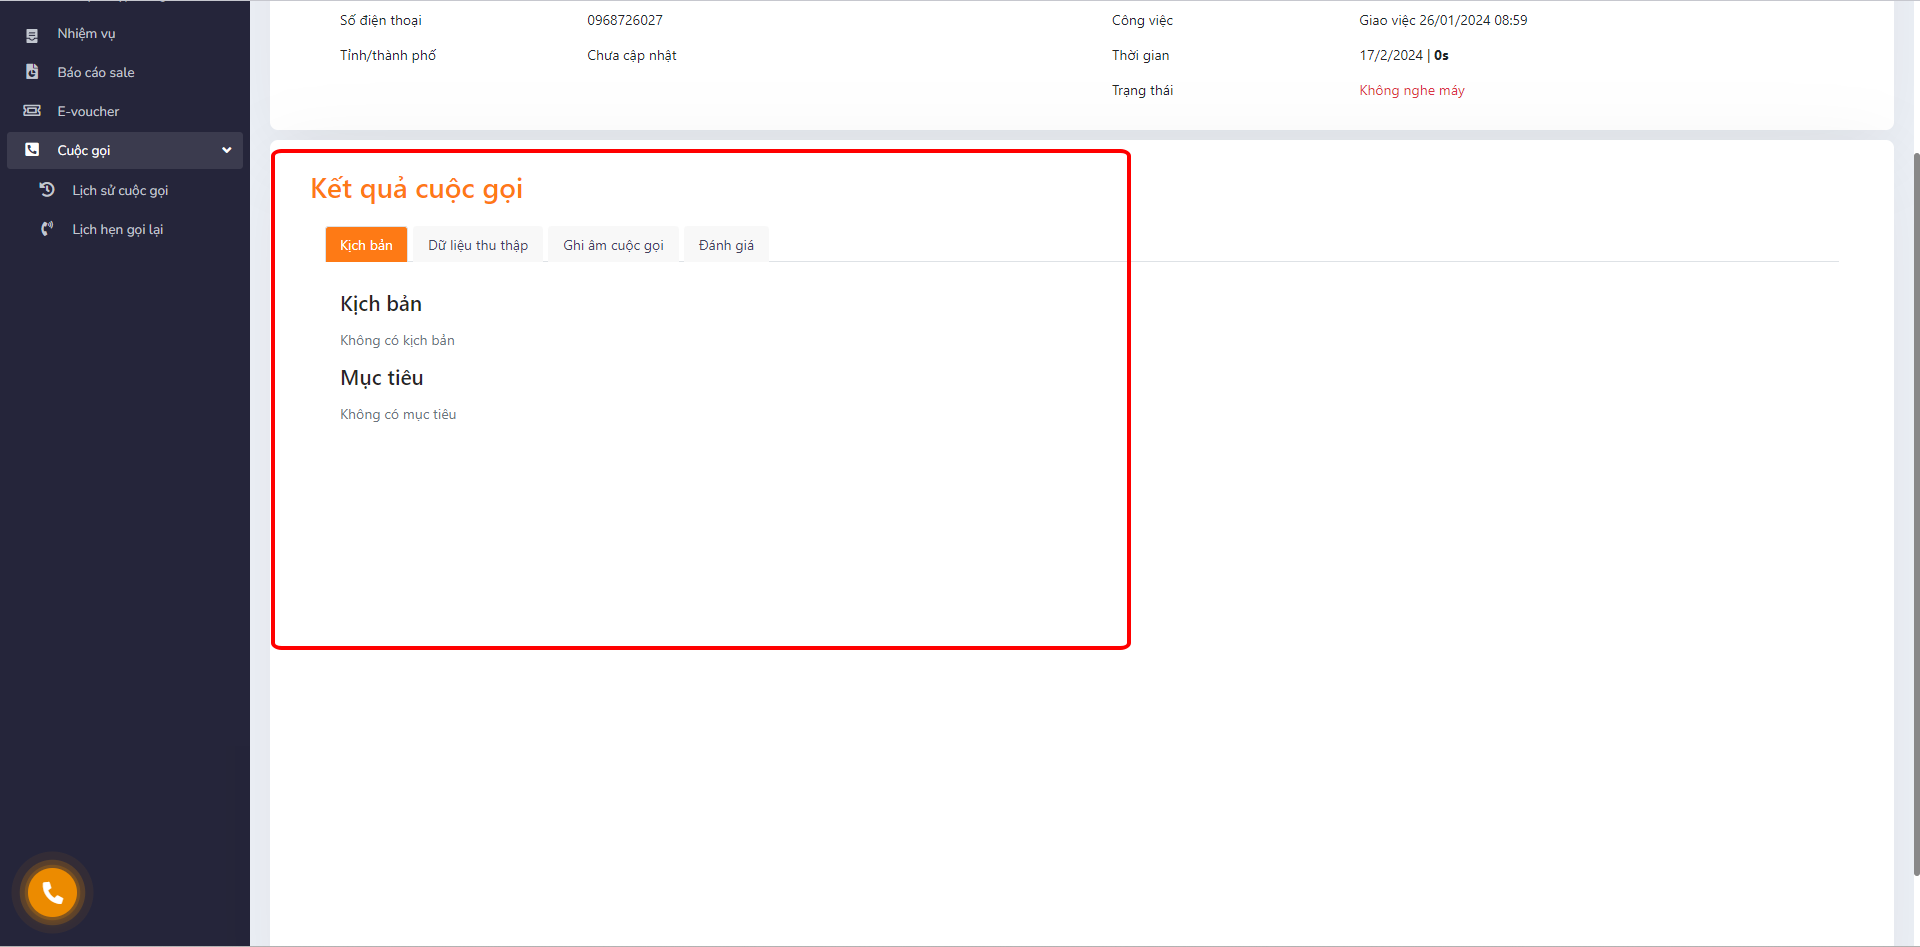 Nhiệm vụ
Báo cáo sale
E-voucher
Cuộc gọi
Lịch sử cuộc gọi
Lịch hẹn gọi lại
Số điện thoại 0968726027 Công việc Giao việc 26/01/2024 08:59
Tỉnh/thành phố Chưa cập nhật Thời gian 17/2/2024 | 0s
Trạng thái Không nghe máy
Kết quả cuộc gọi
Kịch bản Dữ liệu thu thập Ghi âm cuộc gọi Đánh giá
Kịch bản
Không có kịch bản
Mục tiêu
Không có mục tiêu